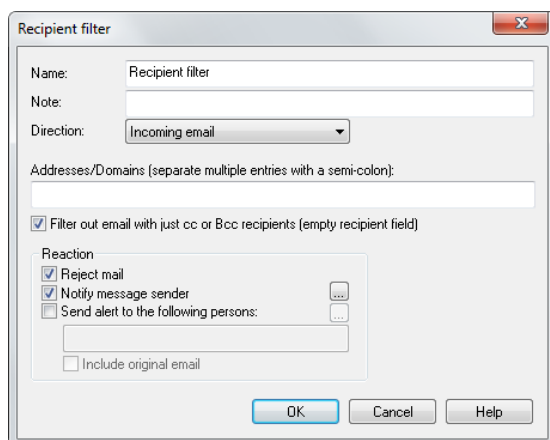 Recipient filter
Name: Recipient filter
Note:
Direction: Incoming email
Addresses/Domains (separate multiple entries with a semi-colon):
Filter out email with just cc or Bcc recipients (empty recipient field)
Reaction
Reject mail
Notify message sender ...
Send alert to the following persons: ...
Include original email
OK Cancel Help